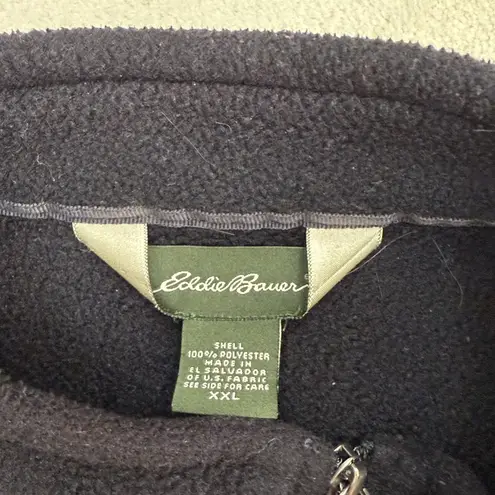 Eddie Bauer
SHELL
100% POLYESTER
MADE IN
EL SALVADOR
OF U.S. FABRIC
SEE SIDE FOR CARE
XXL